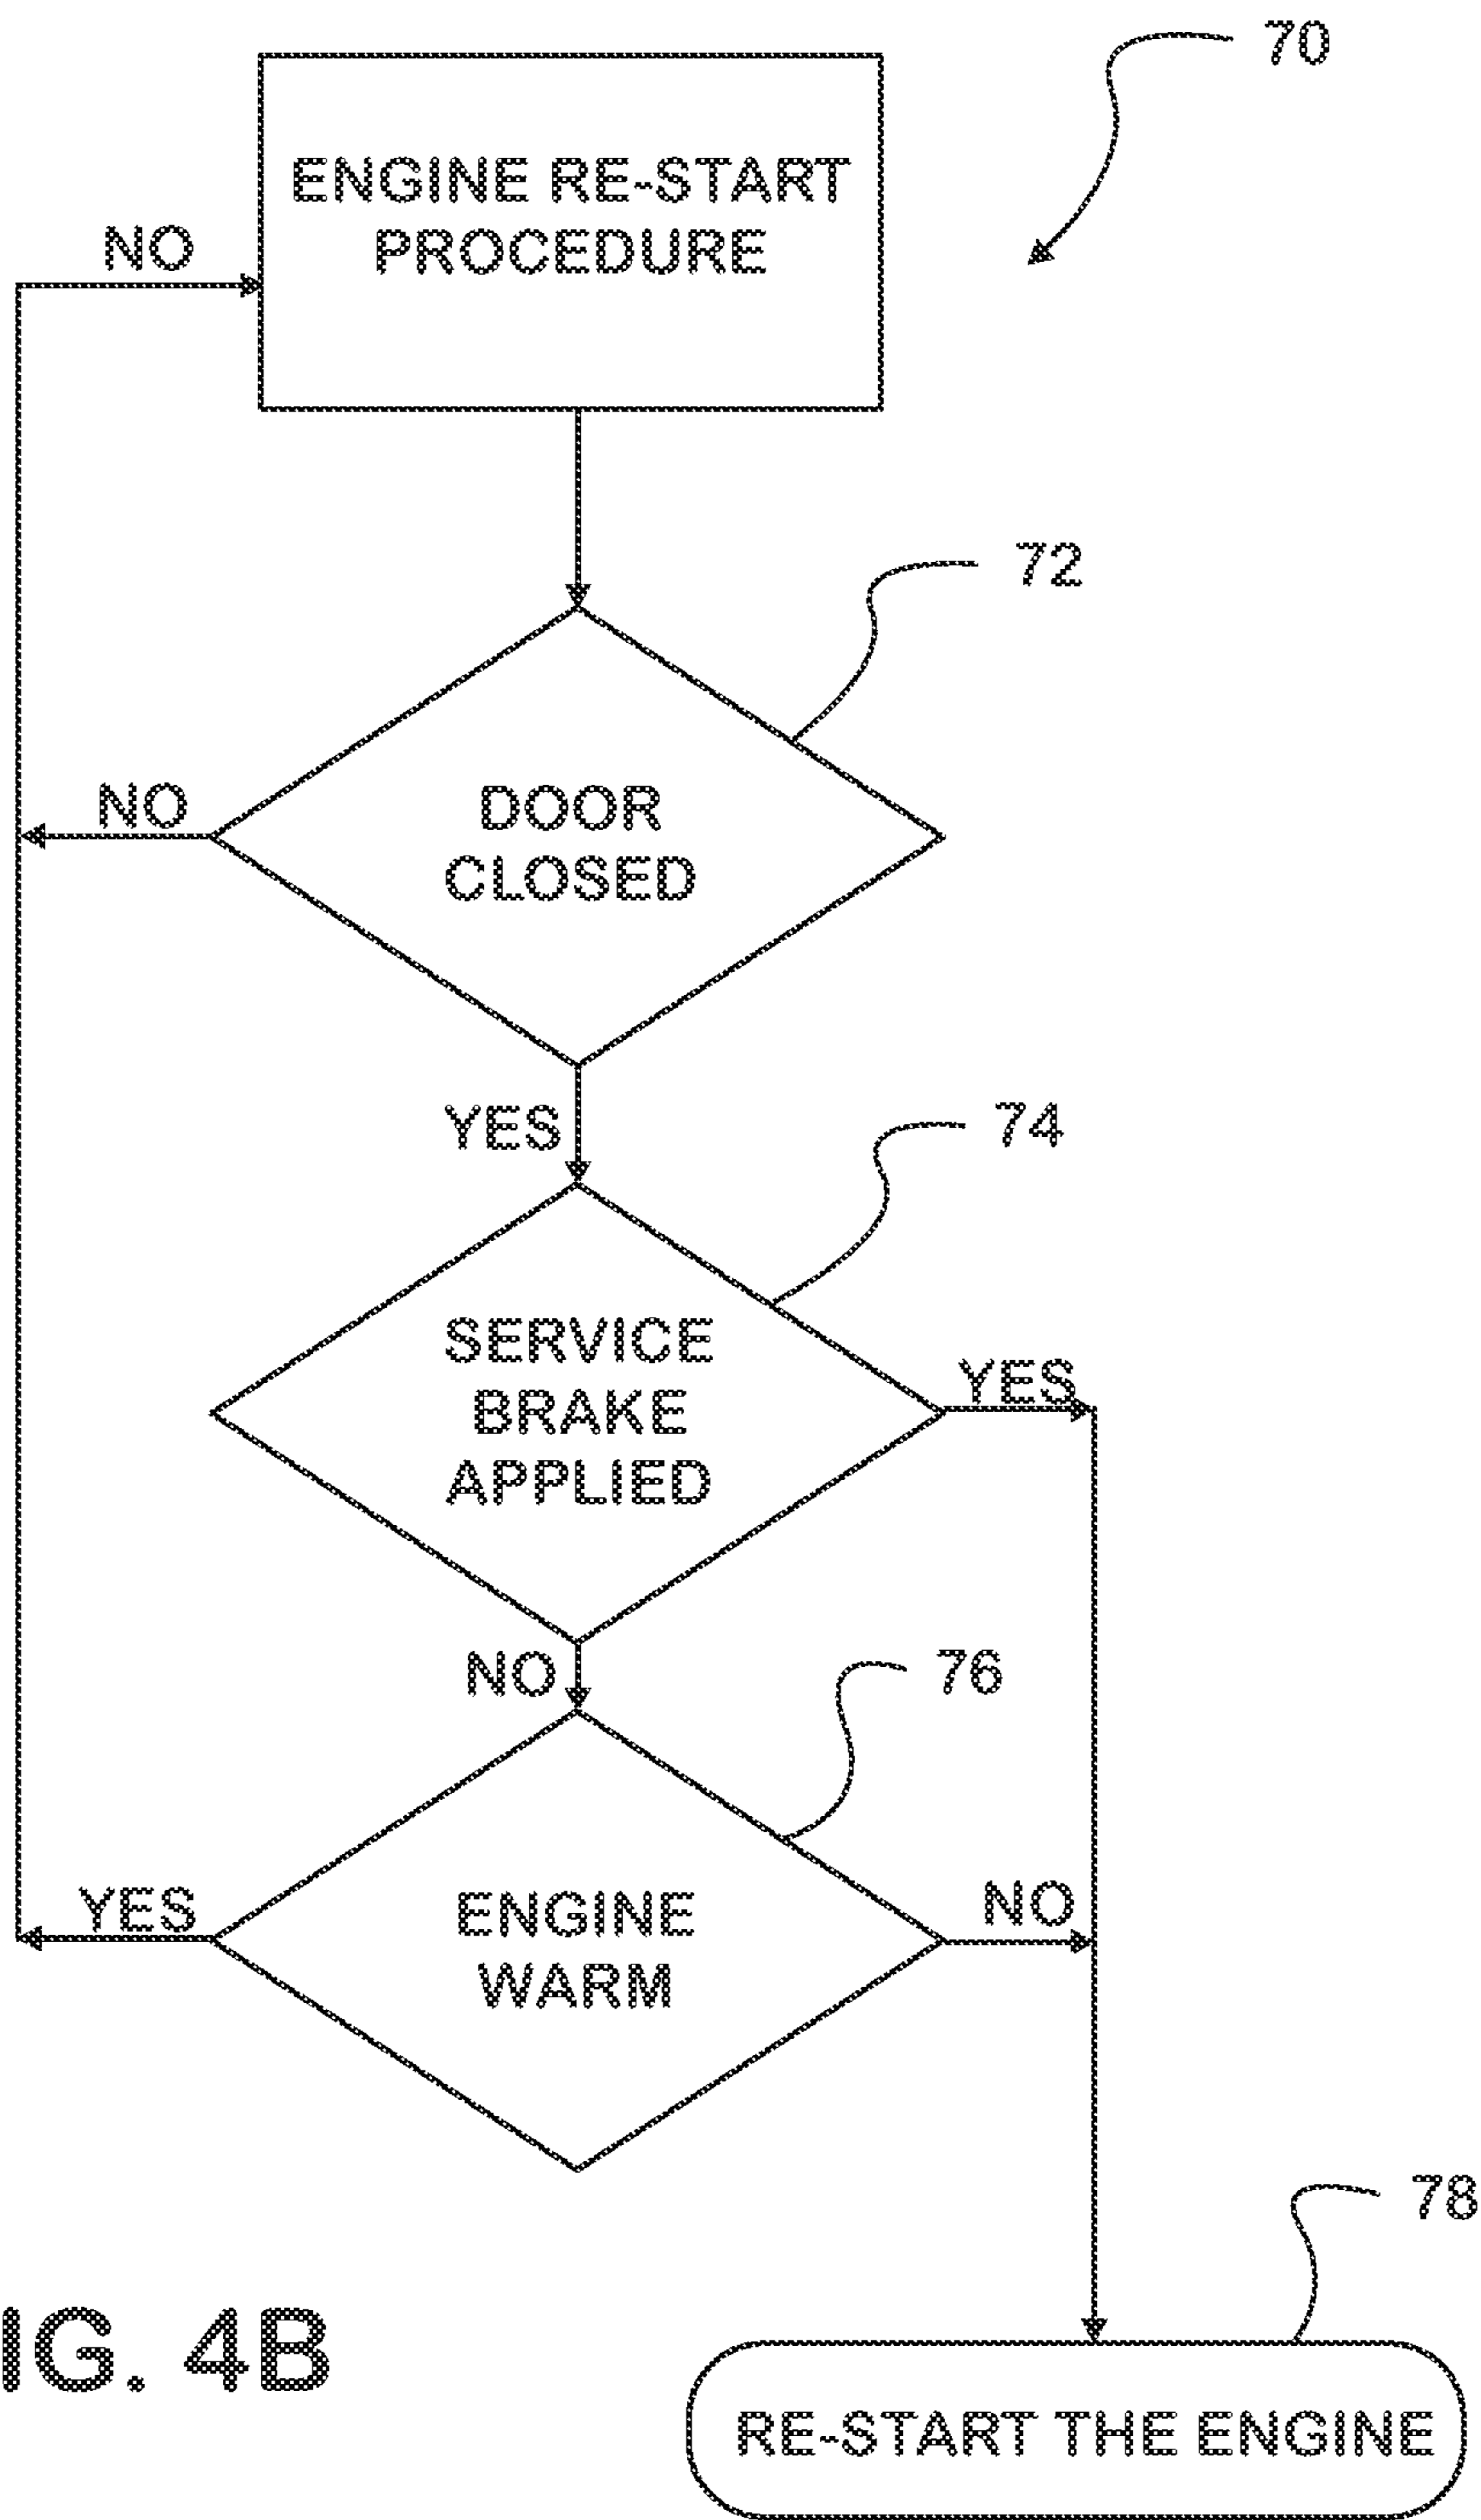 70
ENGINE RE-START
PROCEDURE
NO
72
NO
DOOR
CLOSED
YES
74
SERVICE
BRAKE
APPLIED
YES
NO
76
YES
ENGINE
WARM
NO
78
IG. 4B
RE-START THE ENGINE